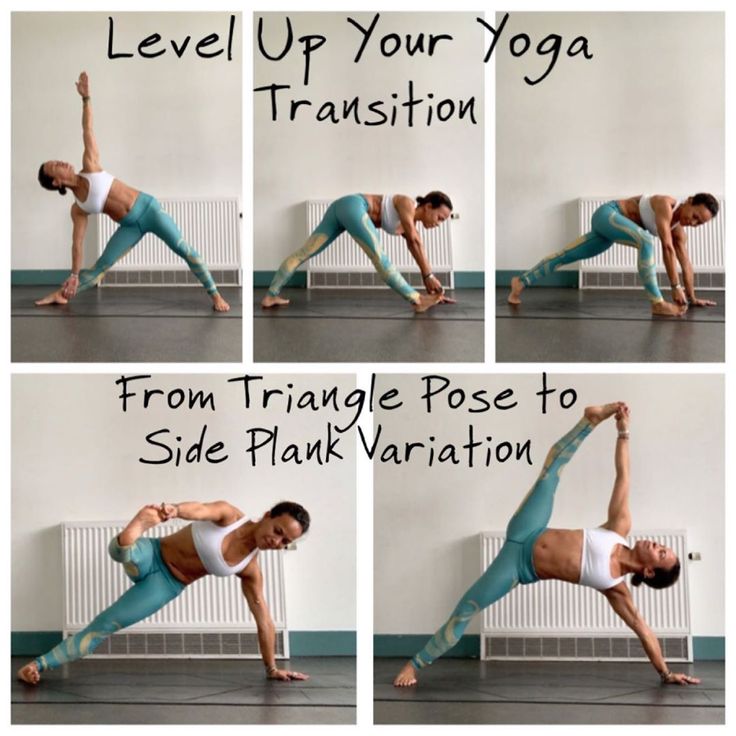 Level Up Your Yoga
Transition
From Triangle Pose to
Side Plank Variation